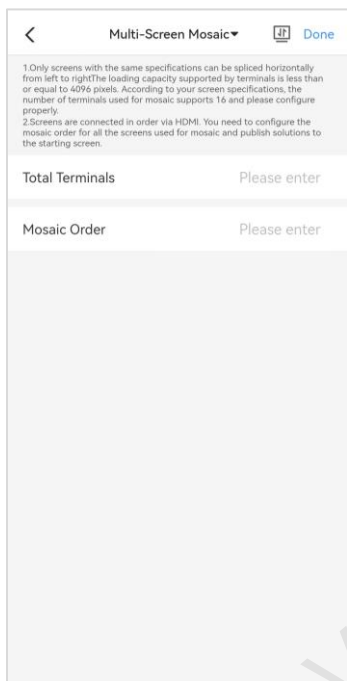 Multi-Screen Mosaic▾
Done
1.Only screens with the same specifications can be spliced horizontally
from left to rightThe loading capacity supported by terminals is less than
or equal to 4096 pixels. According to your screen specifications, the
number of terminals used for mosaic supports 16 and please configure
properly.
2.Screens are connected in order via HDMI. You need to configure the
mosaic order for all the screens used for mosaic and publish solutions to
the starting screen.
Total Terminals Please enter
Mosaic Order Please enter